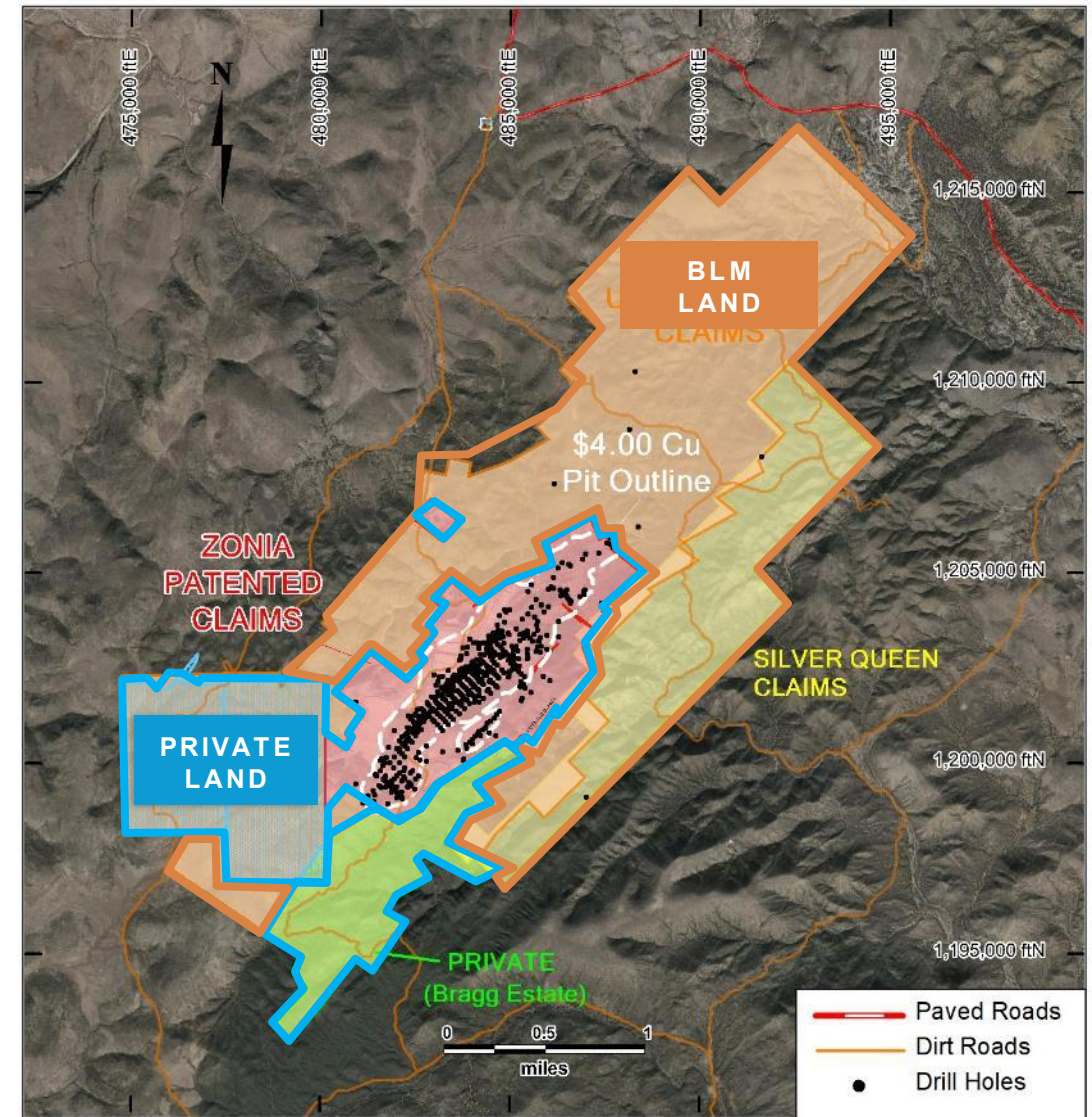 475,000 ftE
480,000 ftE
485,000 ftE
490,000 ftE
495,000 ftE
N
1,215,000 ftN
BLM
LAND
CLAIMS
1,210,000 ftN
$4.00 Cu
Pit Outline
ZONIA
PATENTED
CLAIMS
1,205,000 ftN
SILVER QUEEN
CLAIMS
PRIVATE
LAND
1,200,000 ftN
1,195,000 ftN
PRIVATE
(Bragg Estate)
0 0.5 1
miles
Paved Roads
Dirt Roads
Drill Holes